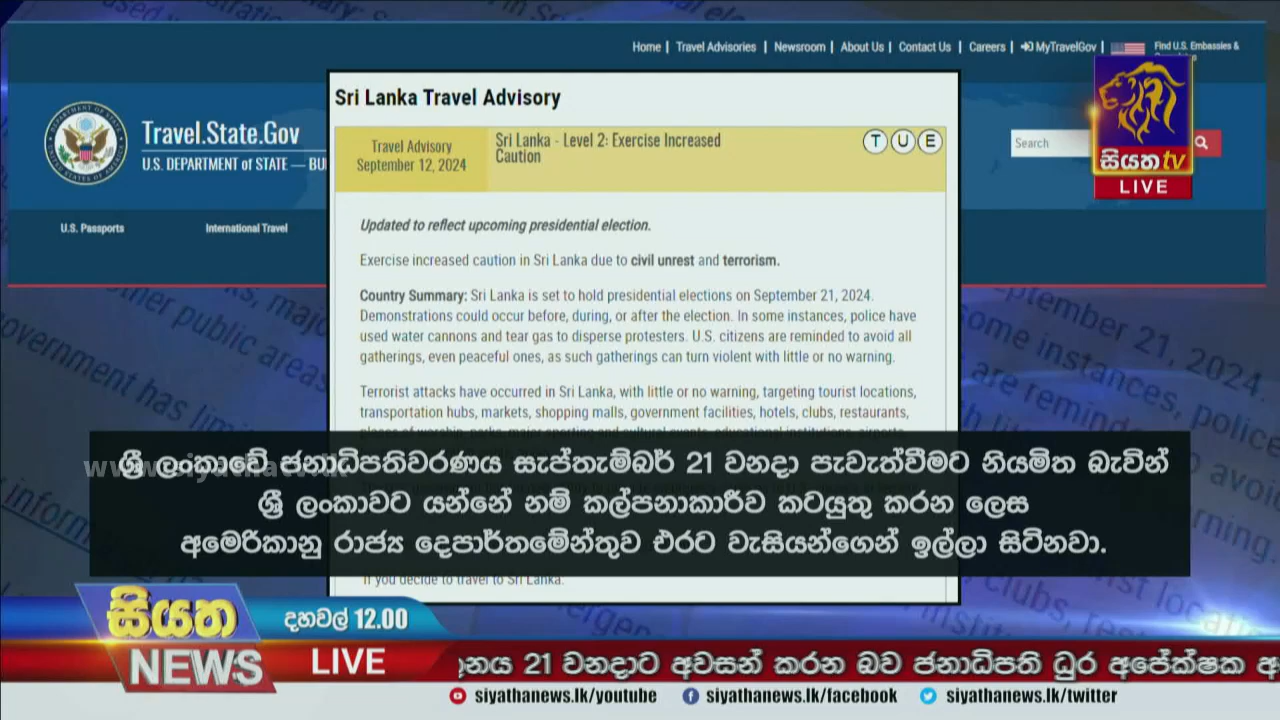 Home | Travel Advisories | Newsroom | About Us | Contact Us | Careers | MyTravelGov | Find U.S. Embassies &
Sri Lanka Travel Advisory
Travel.State.Gov
U.S. DEPARTMENT of STATE — BU
Travel Advisory
September 12, 2024
Sri Lanka - Level 2: Exercise Increased
Caution
T U E
Search
සියත tv
LIVE
U.S. Passports
International Travel
Updated to reflect upcoming presidential election.
Exercise increased caution in Sri Lanka due to civil unrest and terrorism.
Country Summary: Sri Lanka is set to hold presidential elections on September 21, 2024.
Demonstrations could occur before, during, or after the election. In some instances, police have
used water cannons and tear gas to disperse protesters. U.S. citizens are reminded to avoid all
gatherings, even peaceful ones, as such gatherings can turn violent with little or no warning.
Terrorist attacks have occurred in Sri Lanka, with little or no warning, targeting tourist locations,
transportation hubs, markets, shopping malls, government facilities, hotels, clubs, restaurants,
ශ්‍රී ලංකාවේ ජනාධිපතිවරණය සැප්තැම්බර් 21 වනදා පැවැත්වීමට නියමිත බැවින්
ශ්‍රී ලංකාවට යන්නේ නම් කල්පනාකාරීව කටයුතු කරන ලෙස
අමෙරිකානු රාජ්‍ය දෙපාර්තමේන්තුව එරට වැසියන්ගෙන් ඉල්ලා සිටිනවා.
If you decide to travel to Sri Lanka:
සියත
NEWS
දහවල් 12.00
LIVE
21 වනදාට අවසන් කරන බව ජනාධිපති ධුර අපේක්ෂක
siyathanews.lk/youtube
siyathanews.lk/facebook
siyathanews.lk/twitter